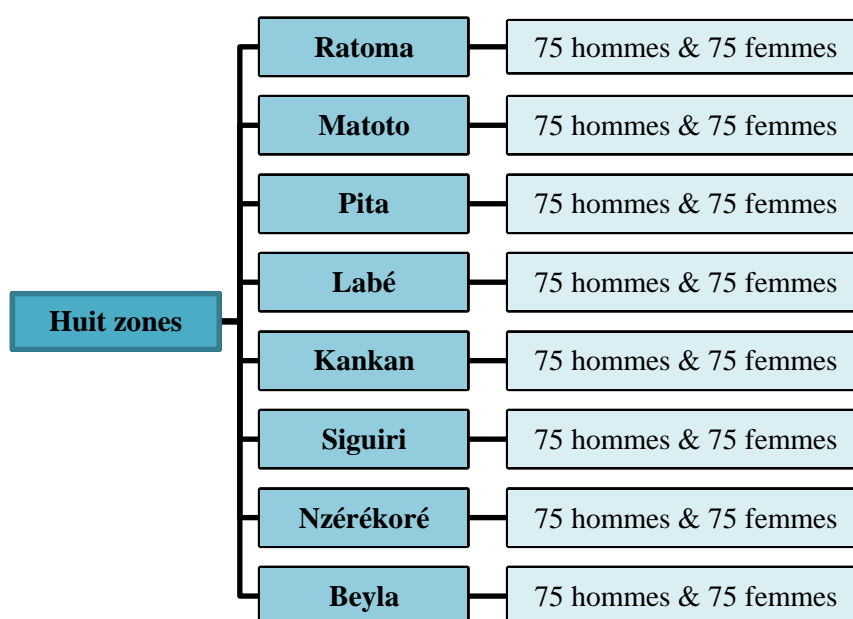 Huit zones
Ratoma
75 hommes & 75 femmes
Matoto
75 hommes & 75 femmes
Pita
75 hommes & 75 femmes
Labé
75 hommes & 75 femmes
Kankan
75 hommes & 75 femmes
Siguiri
75 hommes & 75 femmes
Nzérékoré
75 hommes & 75 femmes
Beyla
75 hommes & 75 femmes